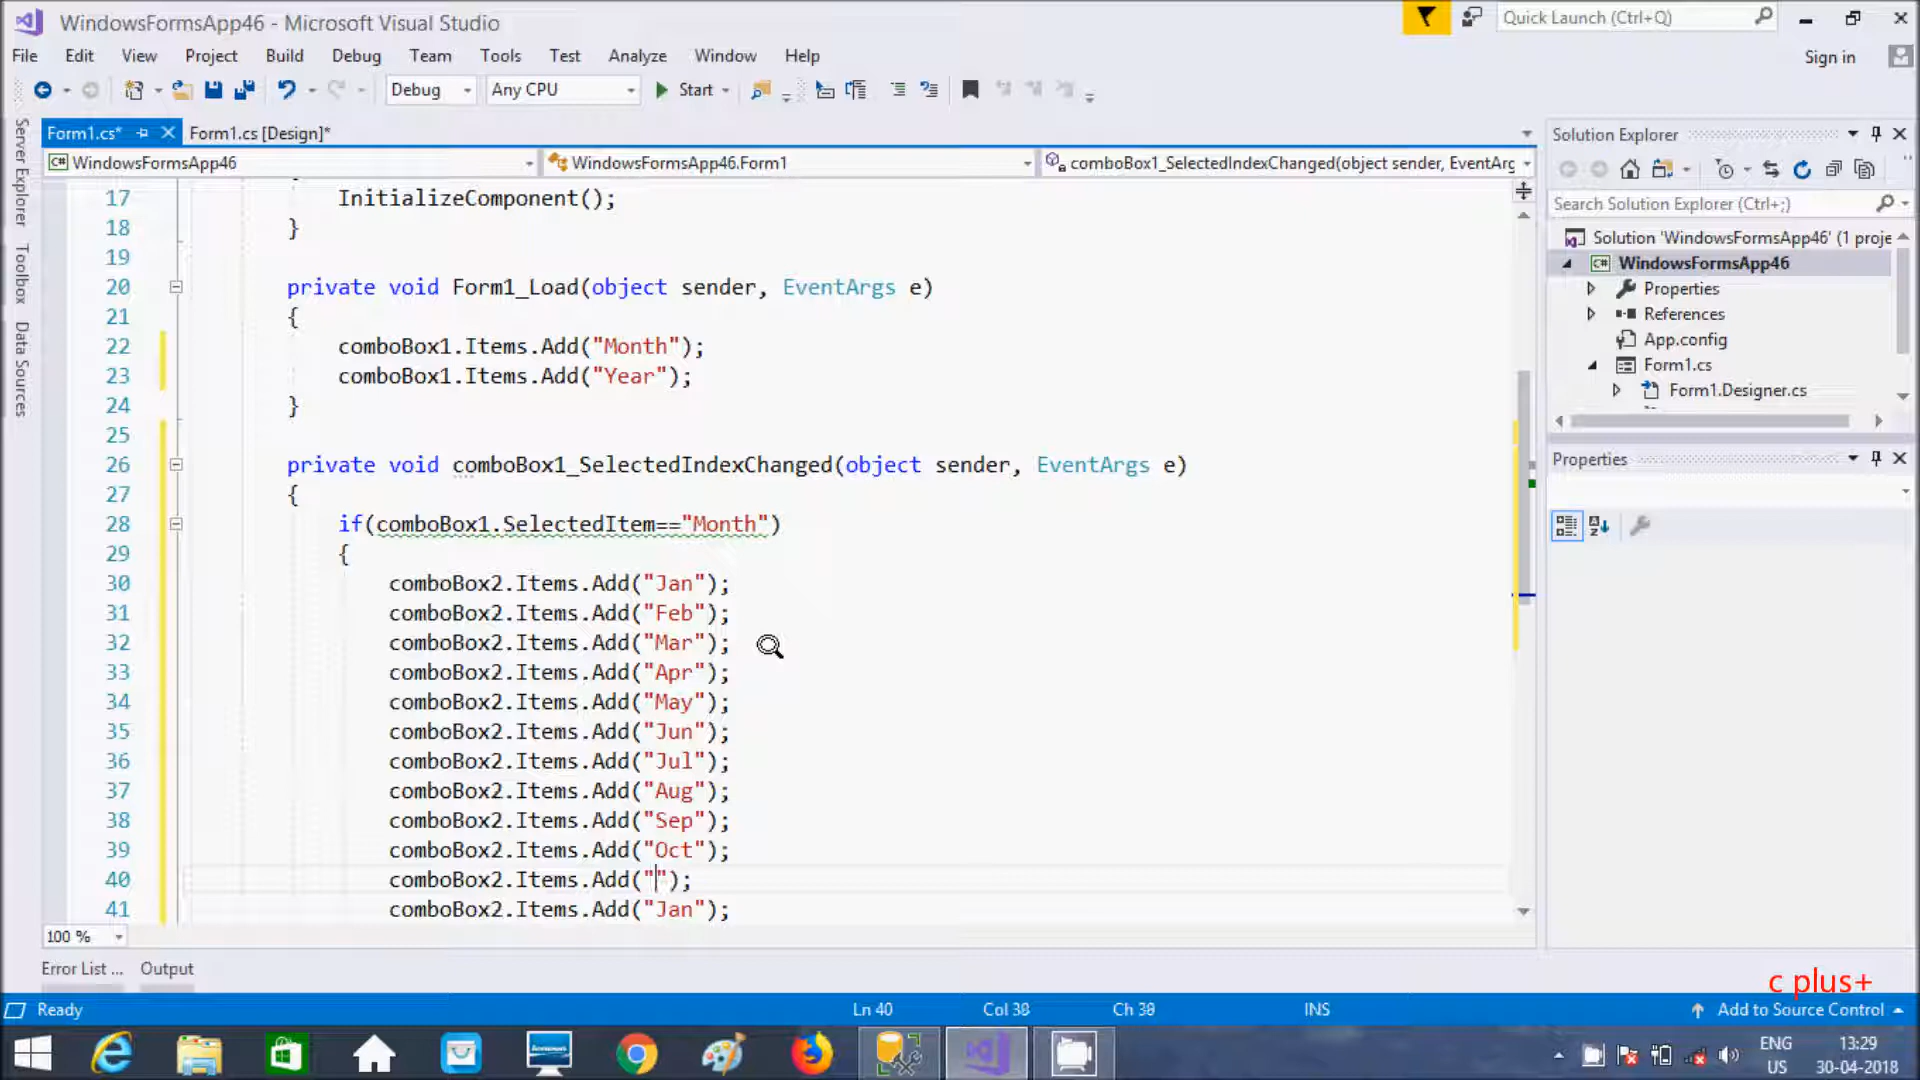 WindowsFormsApp46 - Microsoft Visual Studio
Quick Launch (Ctrl+Q)
File Edit View Project Build Debug Team Tools Test Analyze Window Help
Sign in
Debug Any CPU Start
Form1.cs* Form1.cs [Design]*
WindowsFormsApp46 WindowsFormsApp46.Form1 comboBox1_SelectedIndexChanged(object sender, EventArg
Server Explorer
Toolbox
Data Sources
17 InitializeComponent();
18 }
19
20 private void Form1_Load(object sender, EventArgs e)
21 {
22 comboBox1.Items.Add("Month");
23 comboBox1.Items.Add("Year");
24 }
25
26 private void comboBox1_SelectedIndexChanged(object sender, EventArgs e)
27 {
28 if(comboBox1.SelectedItem=="Month")
29 {
30 comboBox2.Items.Add("Jan");
31 comboBox2.Items.Add("Feb");
32 comboBox2.Items.Add("Mar");
33 comboBox2.Items.Add("Apr");
34 comboBox2.Items.Add("May");
35 comboBox2.Items.Add("Jun");
36 comboBox2.Items.Add("Jul");
37 comboBox2.Items.Add("Aug");
38 comboBox2.Items.Add("Sep");
39 comboBox2.Items.Add("Oct");
40 comboBox2.Items.Add("");
41 comboBox2.Items.Add("Jan");
100 %
Solution Explorer
Search Solution Explorer (Ctrl+;)
Solution 'WindowsFormsApp46' (1 proje
C# WindowsFormsApp46
Properties
References
App.config
Form1.cs
Form1.Designer.cs
Properties
Error List ... Output
c plus+
Ready Ln 40 Col 38 Ch 38 INS Add to Source Control
ENG 13:29
US 30-04-2018